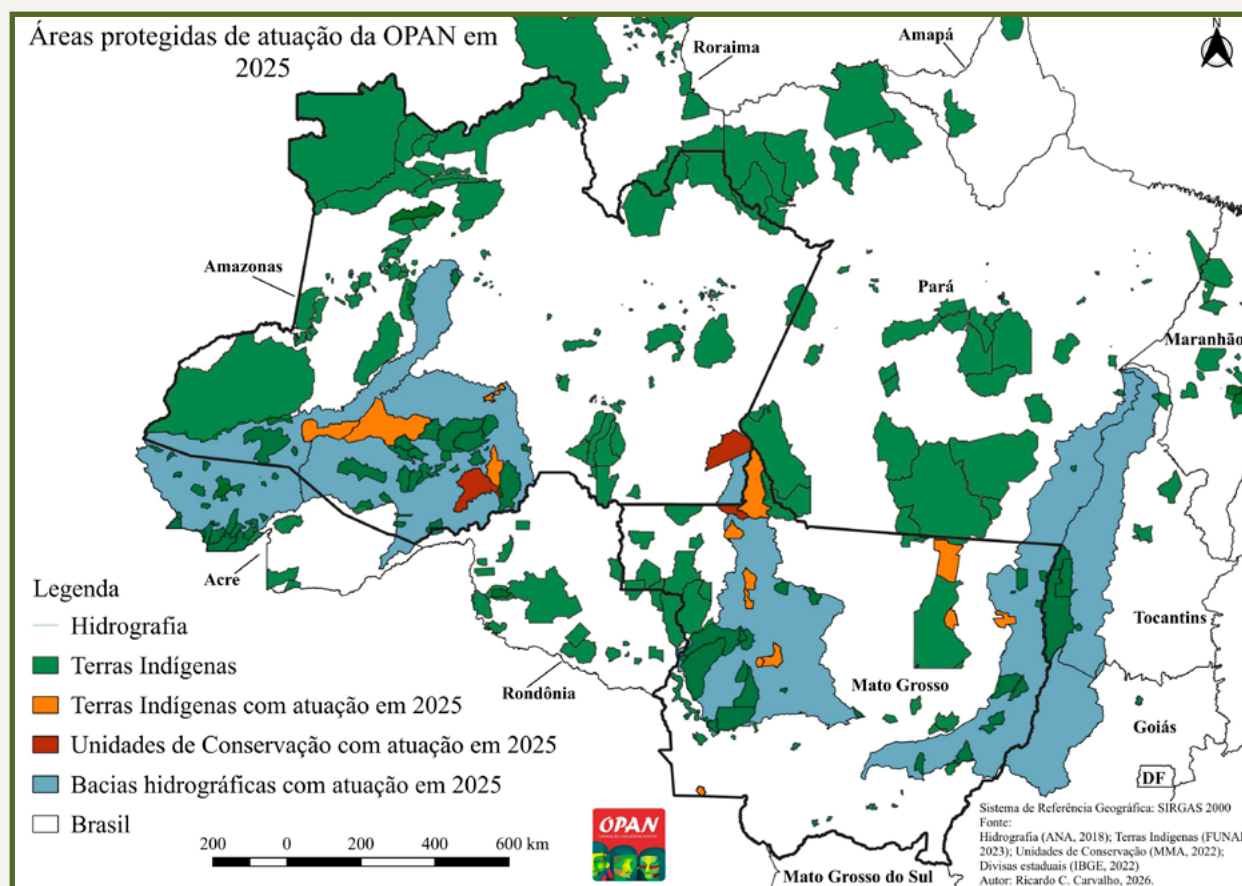 Áreas protegidas de atuação da OPAN em
2025
Roraima
Amapá
N
Amazonas
Pará
Maranhão
Acre
Rondônia
Mato Grosso
Tocantins
Goiás
DF
Mato Grosso do Sul
Legenda
Hidrografia
Terras Indígenas
Terras Indígenas com atuação em 2025
Unidades de Conservação com atuação em 2025
Bacias hidrográficas com atuação em 2025
Brasil
200 0 200 400 600 km
OPAN
Sistema de Referência Geográfica: SIRGAS 2000
Fonte:
Hidrografia (ANA, 2018); Terras Indígenas (FUNAI
2023); Unidades de Conservação (MMA, 2022);
Divisas estaduais (IBGE, 2022)
Autor: Ricardo C. Carvalho, 2026.